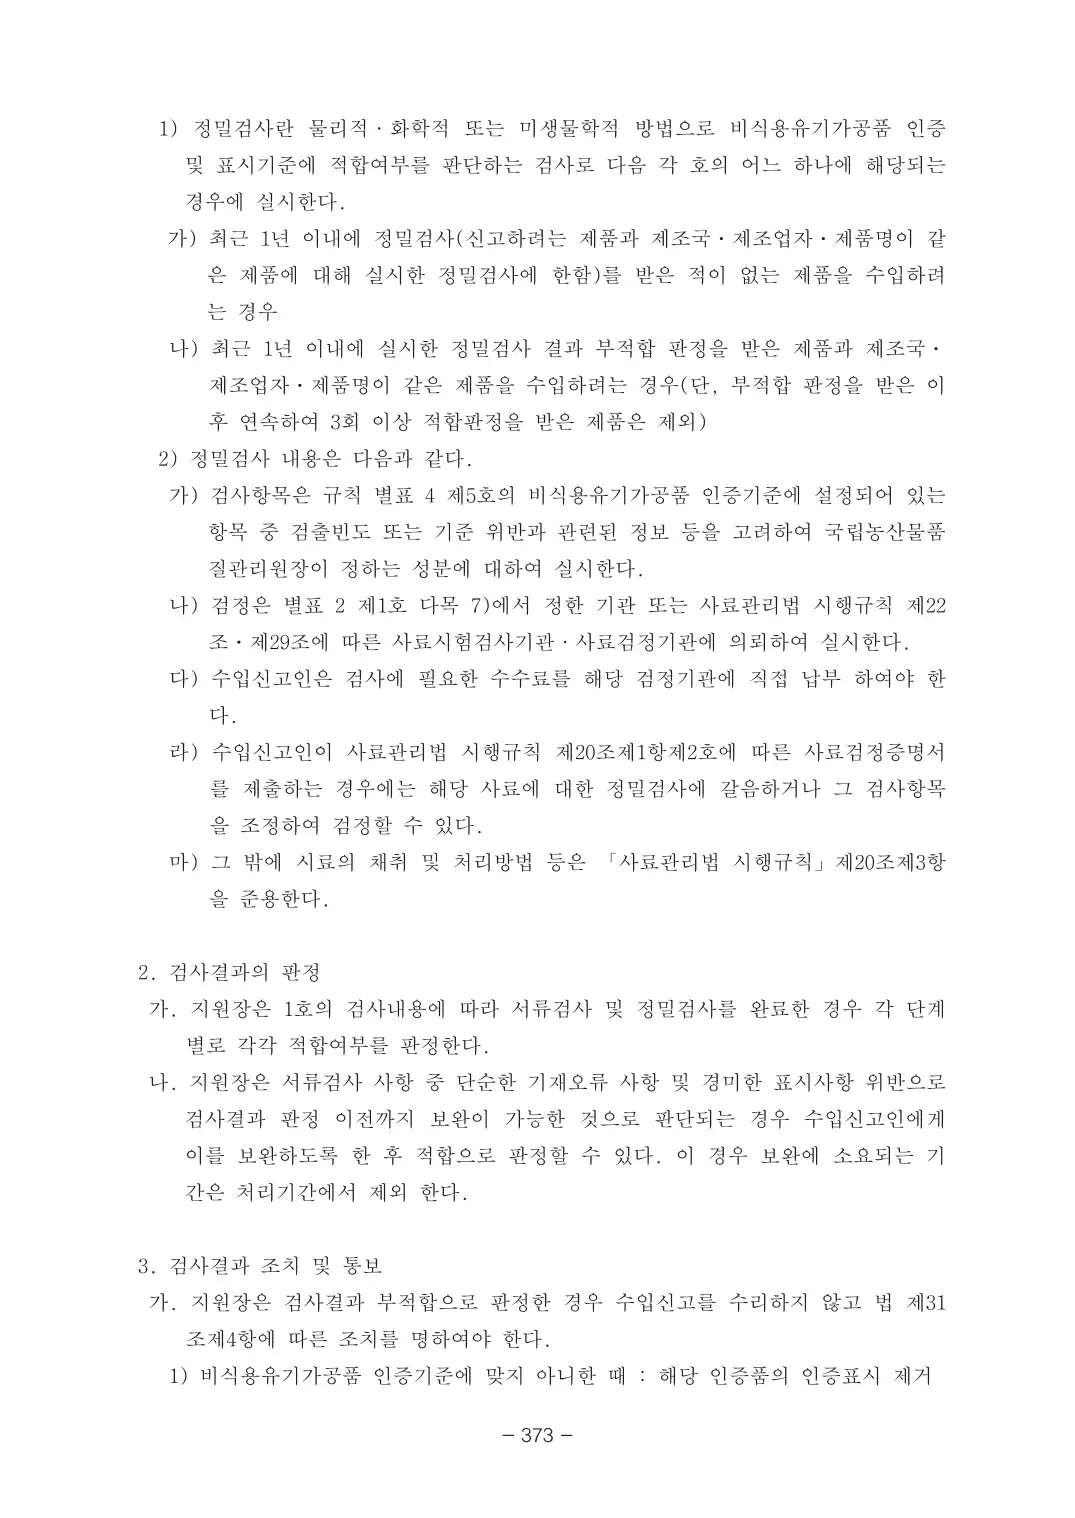 1) 정밀검사란 물리적·화학적 또는 미생물학적 방법으로 비식용유기가공품 인증
및 표시기준에 적합여부를 판단하는 검사로 다음 각 호의 어느 하나에 해당되는
경우에 실시한다.
가) 최근 1년 이내에 정밀검사(신고하려는 제품과 제조국·제조업자·제품명이 같
은 제품에 대해 실시한 정밀검사에 한함)를 받은 적이 없는 제품을 수입하려
는 경우
나) 최근 1년 이내에 실시한 정밀검사 결과 부적합 판정을 받은 제품과 제조국·
제조업자·제품명이 같은 제품을 수입하려는 경우(단, 부적합 판정을 받은 이
후 연속하여 3회 이상 적합판정을 받은 제품은 제외)
2) 정밀검사 내용은 다음과 같다.
가) 검사항목은 규칙 별표 4 제5호의 비식용유기가공품 인증기준에 설정되어 있는
항목 중 검출빈도 또는 기준 위반과 관련된 정보 등을 고려하여 국립농산물품
질관리원장이 정하는 성분에 대하여 실시한다.
나) 검정은 별표 2 제1호 다목 7)에서 정한 기관 또는 사료관리법 시행규칙 제22
조·제29조에 따른 사료시험검사기관·사료검정기관에 의뢰하여 실시한다.
다) 수입신고인은 검사에 필요한 수수료를 해당 검정기관에 직접 납부 하여야 한
다.
라) 수입신고인이 사료관리법 시행규칙 제20조제1항제2호에 따른 사료검정증명서
를 제출하는 경우에는 해당 사료에 대한 정밀검사에 갈음하거나 그 검사항목
을 조정하여 검정할 수 있다.
마) 그 밖에 시료의 채취 및 처리방법 등은 「사료관리법 시행규칙」제20조제3항
을 준용한다.
2. 검사결과의 판정
가. 지원장은 1호의 검사내용에 따라 서류검사 및 정밀검사를 완료한 경우 각 단계
별로 각각 적합여부를 판정한다.
나. 지원장은 서류검사 사항 중 단순한 기재오류 사항 및 경미한 표시사항 위반으로
검사결과 판정 이전까지 보완이 가능한 것으로 판단되는 경우 수입신고인에게
이를 보완하도록 한 후 적합으로 판정할 수 있다. 이 경우 보완에 소요되는 기
간은 처리기간에서 제외 한다.
3. 검사결과 조치 및 통보
가. 지원장은 검사결과 부적합으로 판정한 경우 수입신고를 수리하지 않고 법 제31
조제4항에 따른 조치를 명하여야 한다.
1) 비식용유기가공품 인증기준에 맞지 아니한 때 : 해당 인증품의 인증표시 제거
- 373 -